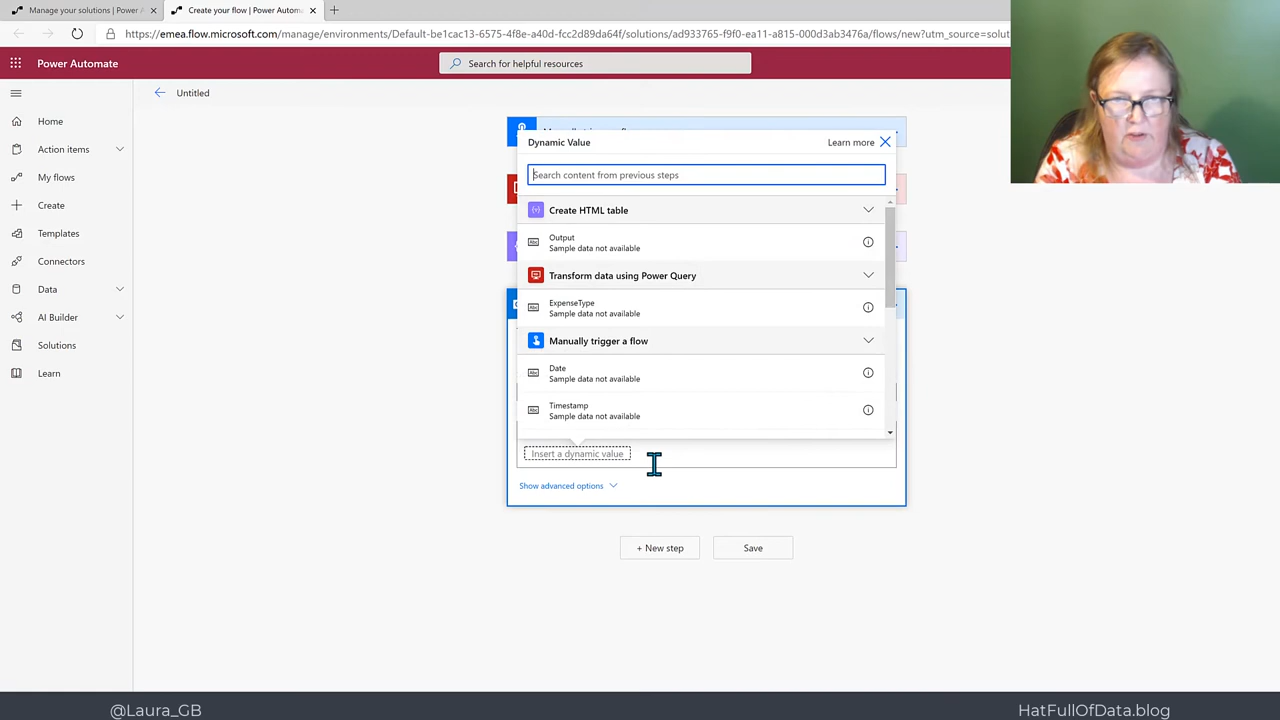 Manage your solutions | Power A
Create your flow | Power Automa
https://emea.flow.microsoft.com/manage/environments/Default-be1cac13-6575-4f8e-a40d-fcc2d89da64f/solutions/ad933765-f9f0-ea11-a815-000d3ab3476a/flows/new?utm_source=solut
Power Automate
Search for helpful resources
Untitled
Home
Action items
My flows
Create
Templates
Connectors
Data
AI Builder
Solutions
Learn
Dynamic Value
Learn more
Search content from previous steps
Create HTML table
Output
Sample data not available
Transform data using Power Query
ExpenseType
Sample data not available
Manually trigger a flow
Date
Sample data not available
Timestamp
Sample data not available
Insert a dynamic value
Show advanced options
+ New step
Save
@Laura_GB
HatFullOfData.blog